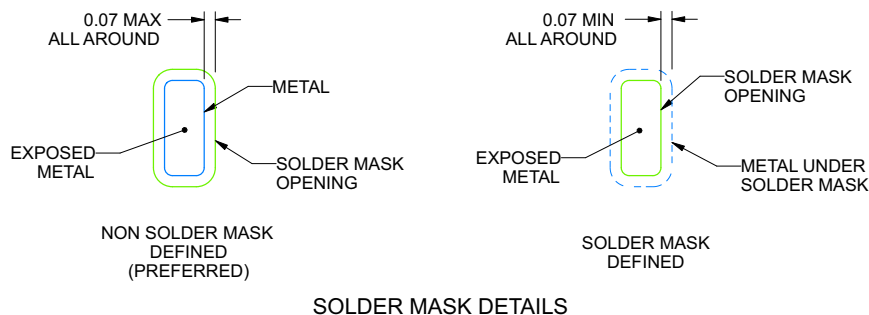 0.07 MAX
ALL AROUND
METAL
EXPOSED
METAL
SOLDER MASK
OPENING
NON SOLDER MASK
DEFINED
(PREFERRED)
0.07 MIN
ALL AROUND
SOLDER MASK
OPENING
EXPOSED
METAL
METAL UNDER
SOLDER MASK
SOLDER MASK
DEFINED
SOLDER MASK DETAILS